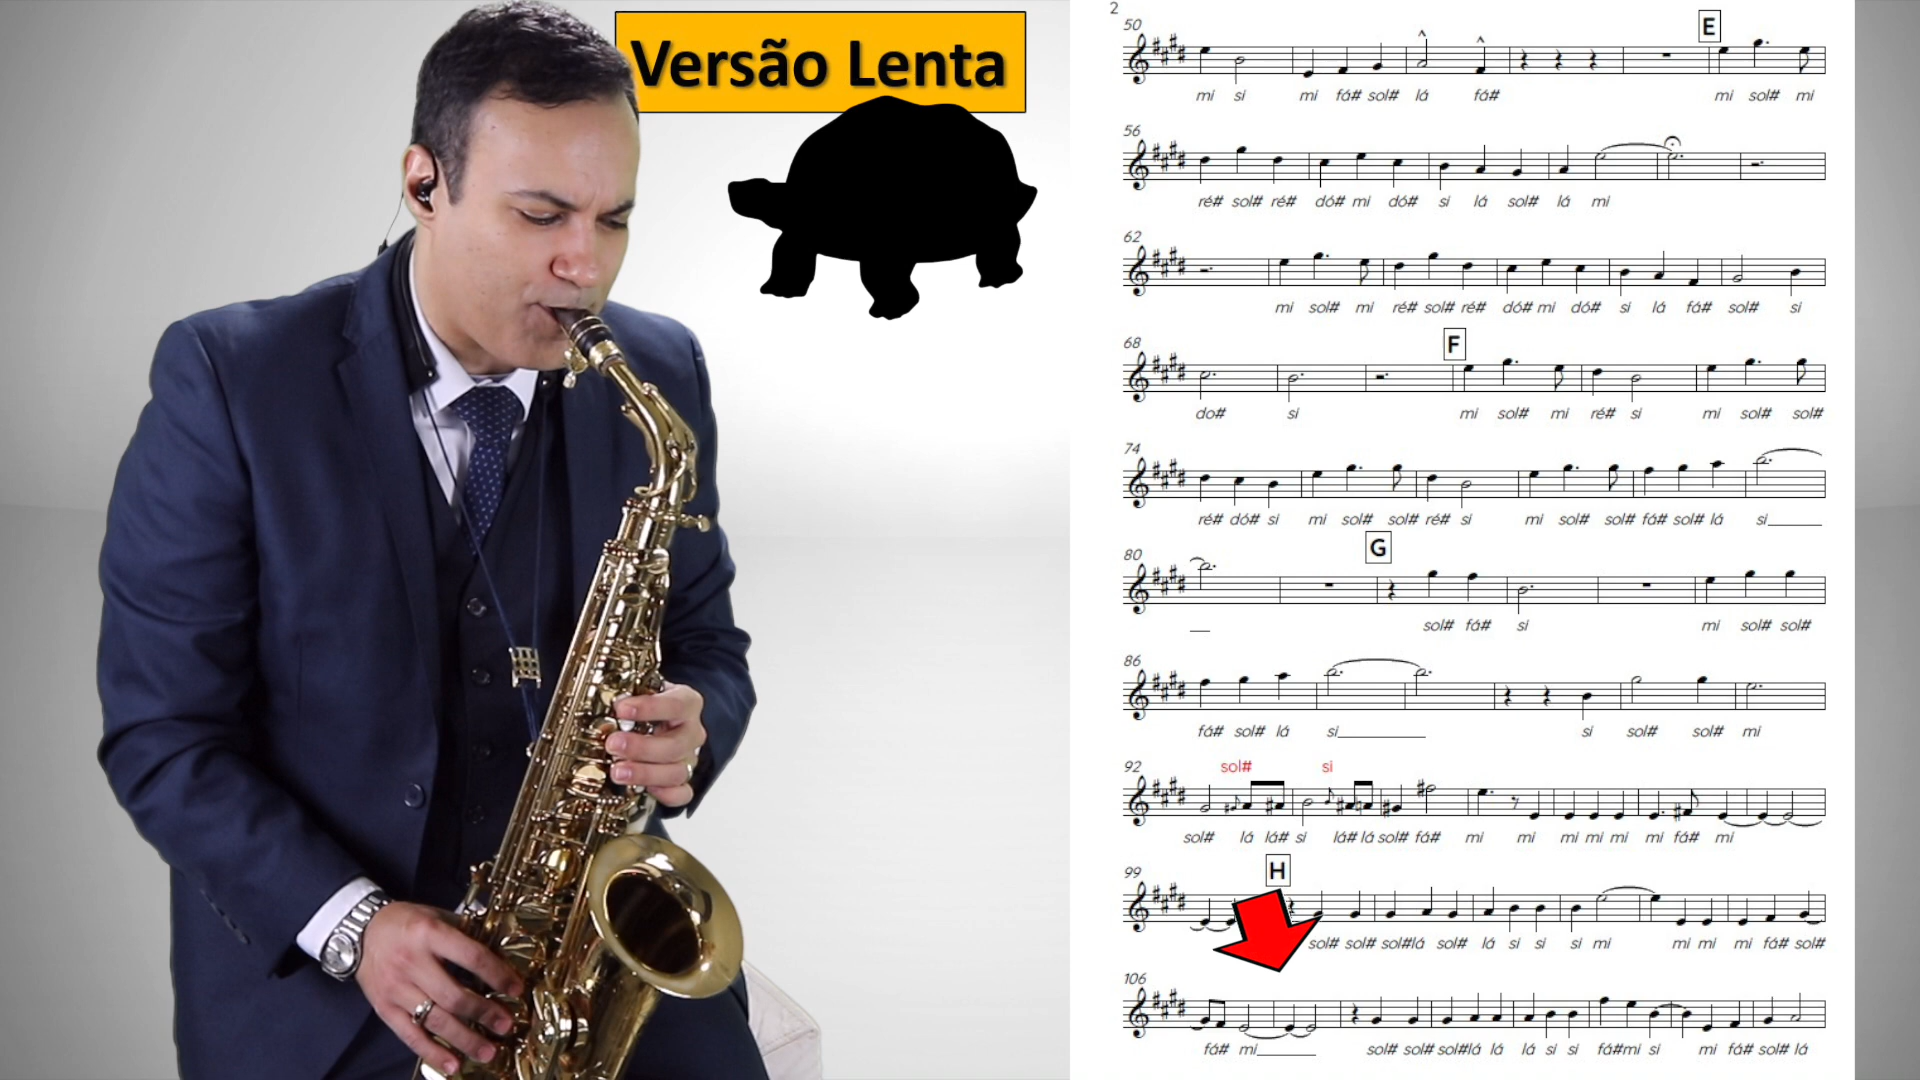 Versão Lenta
2
50
E
mi si mi fá# sol# lá fá# mi sol# mi
56
ré# sol# ré# dó# mi dó# si lá sol# lá mi
62
mi sol# mi ré# sol# ré# dó# mi dó# si lá fá# sol# si
68
F
do# si mi sol# mi ré# si mi sol# sol#
74
ré# dó# si mi sol# sol# ré# si mi sol# sol# fá# sol# lá si
80
G
sol# fá# si mi sol# sol#
86
fá# sol# lá si si sol# sol# mi
92
sol# si
sol# lá lá# si lá# lá sol# fá# mi mi mi mi mi mi fá# mi
99
H
sol# sol# sol#lá sol# lá si si si mi mi mi mi fá# sol#
106
fá# mi sol# sol# sol#lá lá lá si si fá#mi si mi fá# sol# lá